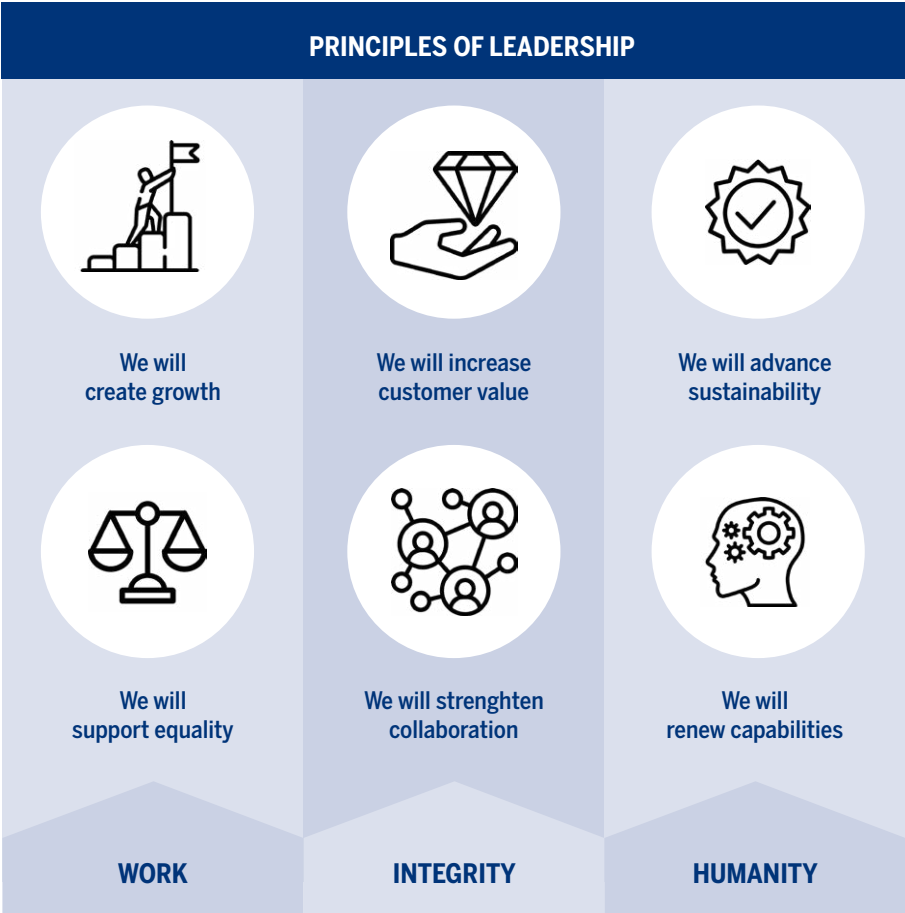 PRINCIPLES OF LEADERSHIP
We will
create growth
We will increase
customer value
We will advance
sustainability
We will
support equality
We will strenghten
collaboration
We will
renew capabilities
WORK
INTEGRITY
HUMANITY